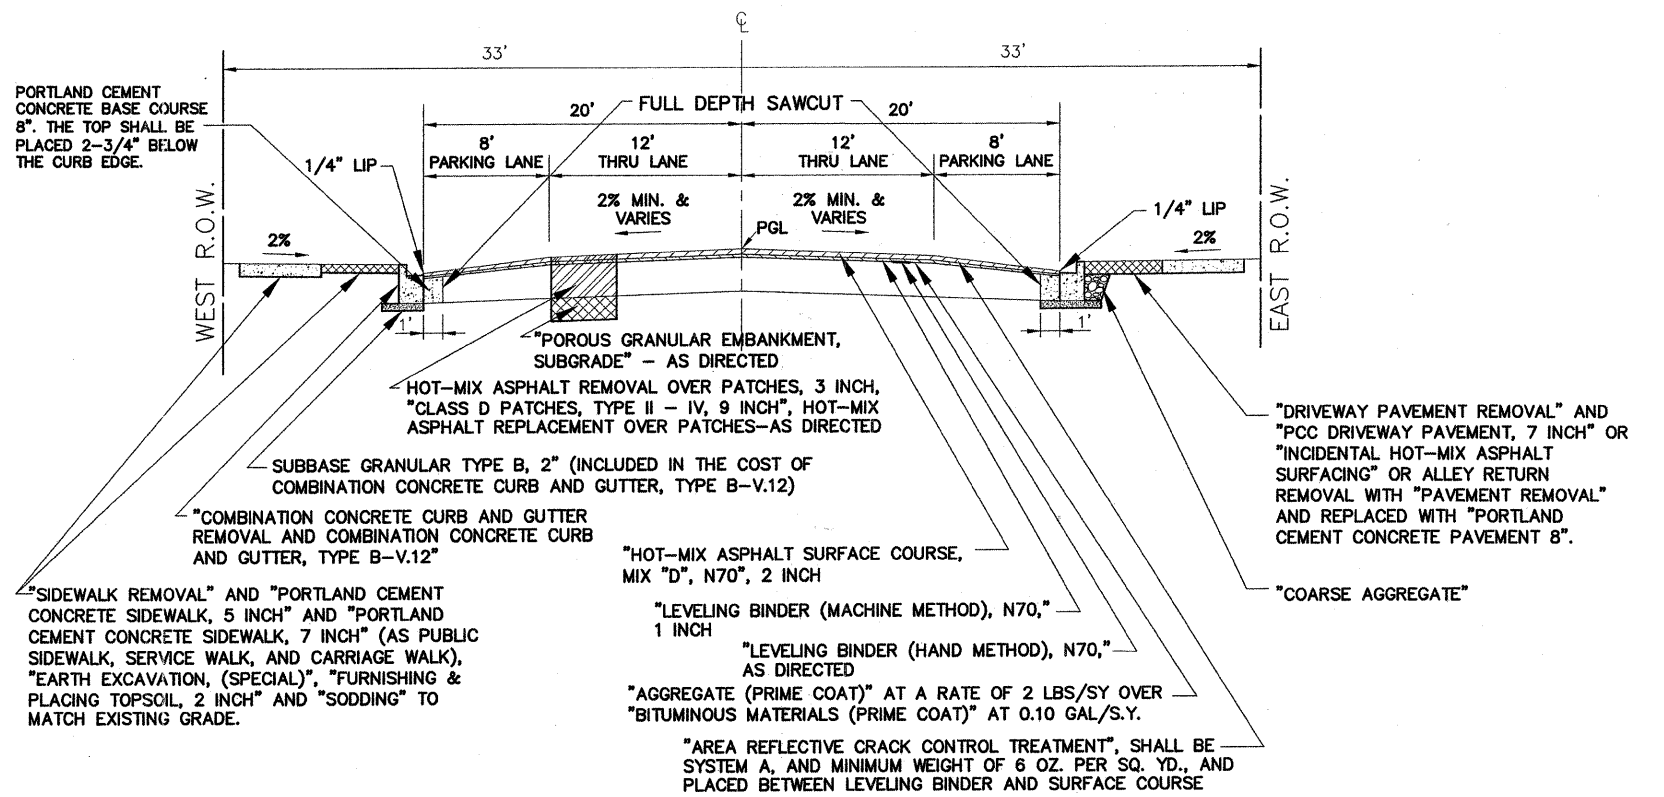 ℄
33'
33'
PORTLAND CEMENT
CONCRETE BASE COURSE
8". THE TOP SHALL BE
PLACED 2-3/4" BELOW
THE CURB EDGE.
20'
FULL DEPTH SAWCUT
20'
8'
PARKING LANE
12'
THRU LANE
12'
THRU LANE
8'
PARKING LANE
1/4" LIP
2% MIN. &
VARIES
2% MIN. &
VARIES
1/4" LIP
PGL
2%
2%
WEST R.O.W.
EAST R.O.W.
1'
1'
"POROUS GRANULAR EMBANKMENT,
SUBGRADE" - AS DIRECTED
HOT-MIX ASPHALT REMOVAL OVER PATCHES, 3 INCH,
"CLASS D PATCHES, TYPE II - IV, 9 INCH", HOT-MIX
ASPHALT REPLACEMENT OVER PATCHES-AS DIRECTED
SUBBASE GRANULAR TYPE B, 2" (INCLUDED IN THE COST OF
COMBINATION CONCRETE CURB AND GUTTER, TYPE B-V.12)
"COMBINATION CONCRETE CURB AND GUTTER
REMOVAL AND COMBINATION CONCRETE CURB
AND GUTTER, TYPE B-V.12"
"SIDEWALK REMOVAL" AND "PORTLAND CEMENT
CONCRETE SIDEWALK, 5 INCH" AND "PORTLAND
CEMENT CONCRETE SIDEWALK, 7 INCH" (AS PUBLIC
SIDEWALK, SERVICE WALK, AND CARRIAGE WALK),
"EARTH EXCAVATION, (SPECIAL)", "FURNISHING &
PLACING TOPSOIL, 2 INCH" AND "SODDING" TO
MATCH EXISTING GRADE.
"HOT-MIX ASPHALT SURFACE COURSE,
MIX "D", N70", 2 INCH
"LEVELING BINDER (MACHINE METHOD), N70,"
1 INCH
"LEVELING BINDER (HAND METHOD), N70,"
AS DIRECTED
"AGGREGATE (PRIME COAT)" AT A RATE OF 2 LBS/SY OVER
"BITUMINOUS MATERIALS (PRIME COAT)" AT 0.10 GAL/S.Y.
"AREA REFLECTIVE CRACK CONTROL TREATMENT", SHALL BE
SYSTEM A, AND MINIMUM WEIGHT OF 6 OZ. PER SQ. YD., AND
PLACED BETWEEN LEVELING BINDER AND SURFACE COURSE
"DRIVEWAY PAVEMENT REMOVAL" AND
"PCC DRIVEWAY PAVEMENT, 7 INCH" OR
"INCIDENTAL HOT-MIX ASPHALT
SURFACING" OR ALLEY RETURN
REMOVAL WITH "PAVEMENT REMOVAL"
AND REPLACED WITH "PORTLAND
CEMENT CONCRETE PAVEMENT 8".
"COARSE AGGREGATE"